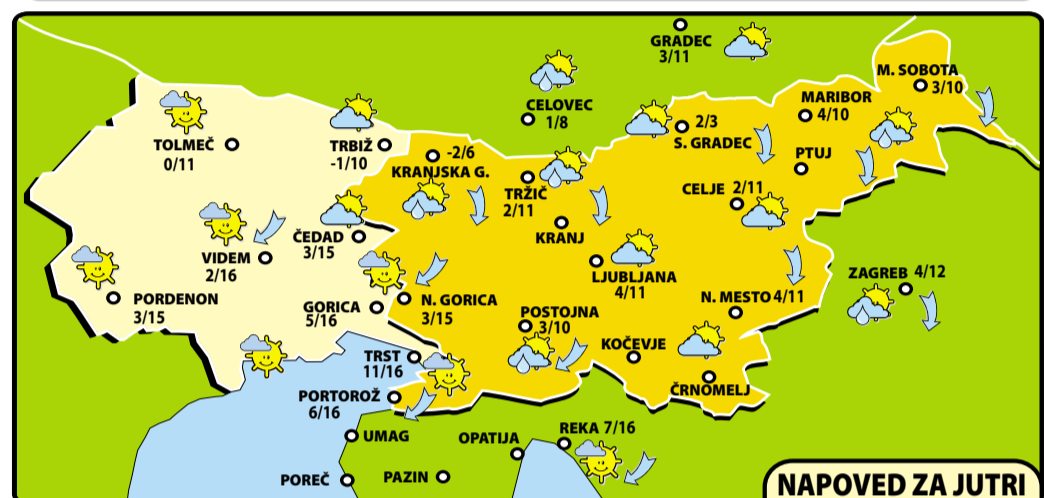 GRADEC
3/11
M. SOBOTA
3/10
CELOVEC
1/8
MARIBOR
4/10
TOLMEČ
0/11
TRBIŽ
-1/10
-2/6
KRANJSKA G.
2/3
S. GRADEC
PTUJ
TRŽIČ
2/11
CELJE 2/11
KRANJ
ČEDAD
3/15
VIDEM
2/16
LJUBLJANA
4/11
ZAGREB 4/12
PORDENON
3/15
GORICA
5/16
N. GORICA
3/15
N. MESTO 4/11
POSTOJNA
3/10
KOČEVJE
TRST
11/16
ČRNOMELJ
PORTOROŽ
6/16
UMAG
OPATIJA
REKA 7/16
POREČ
PAZIN
NAPOVED ZA JUTRI